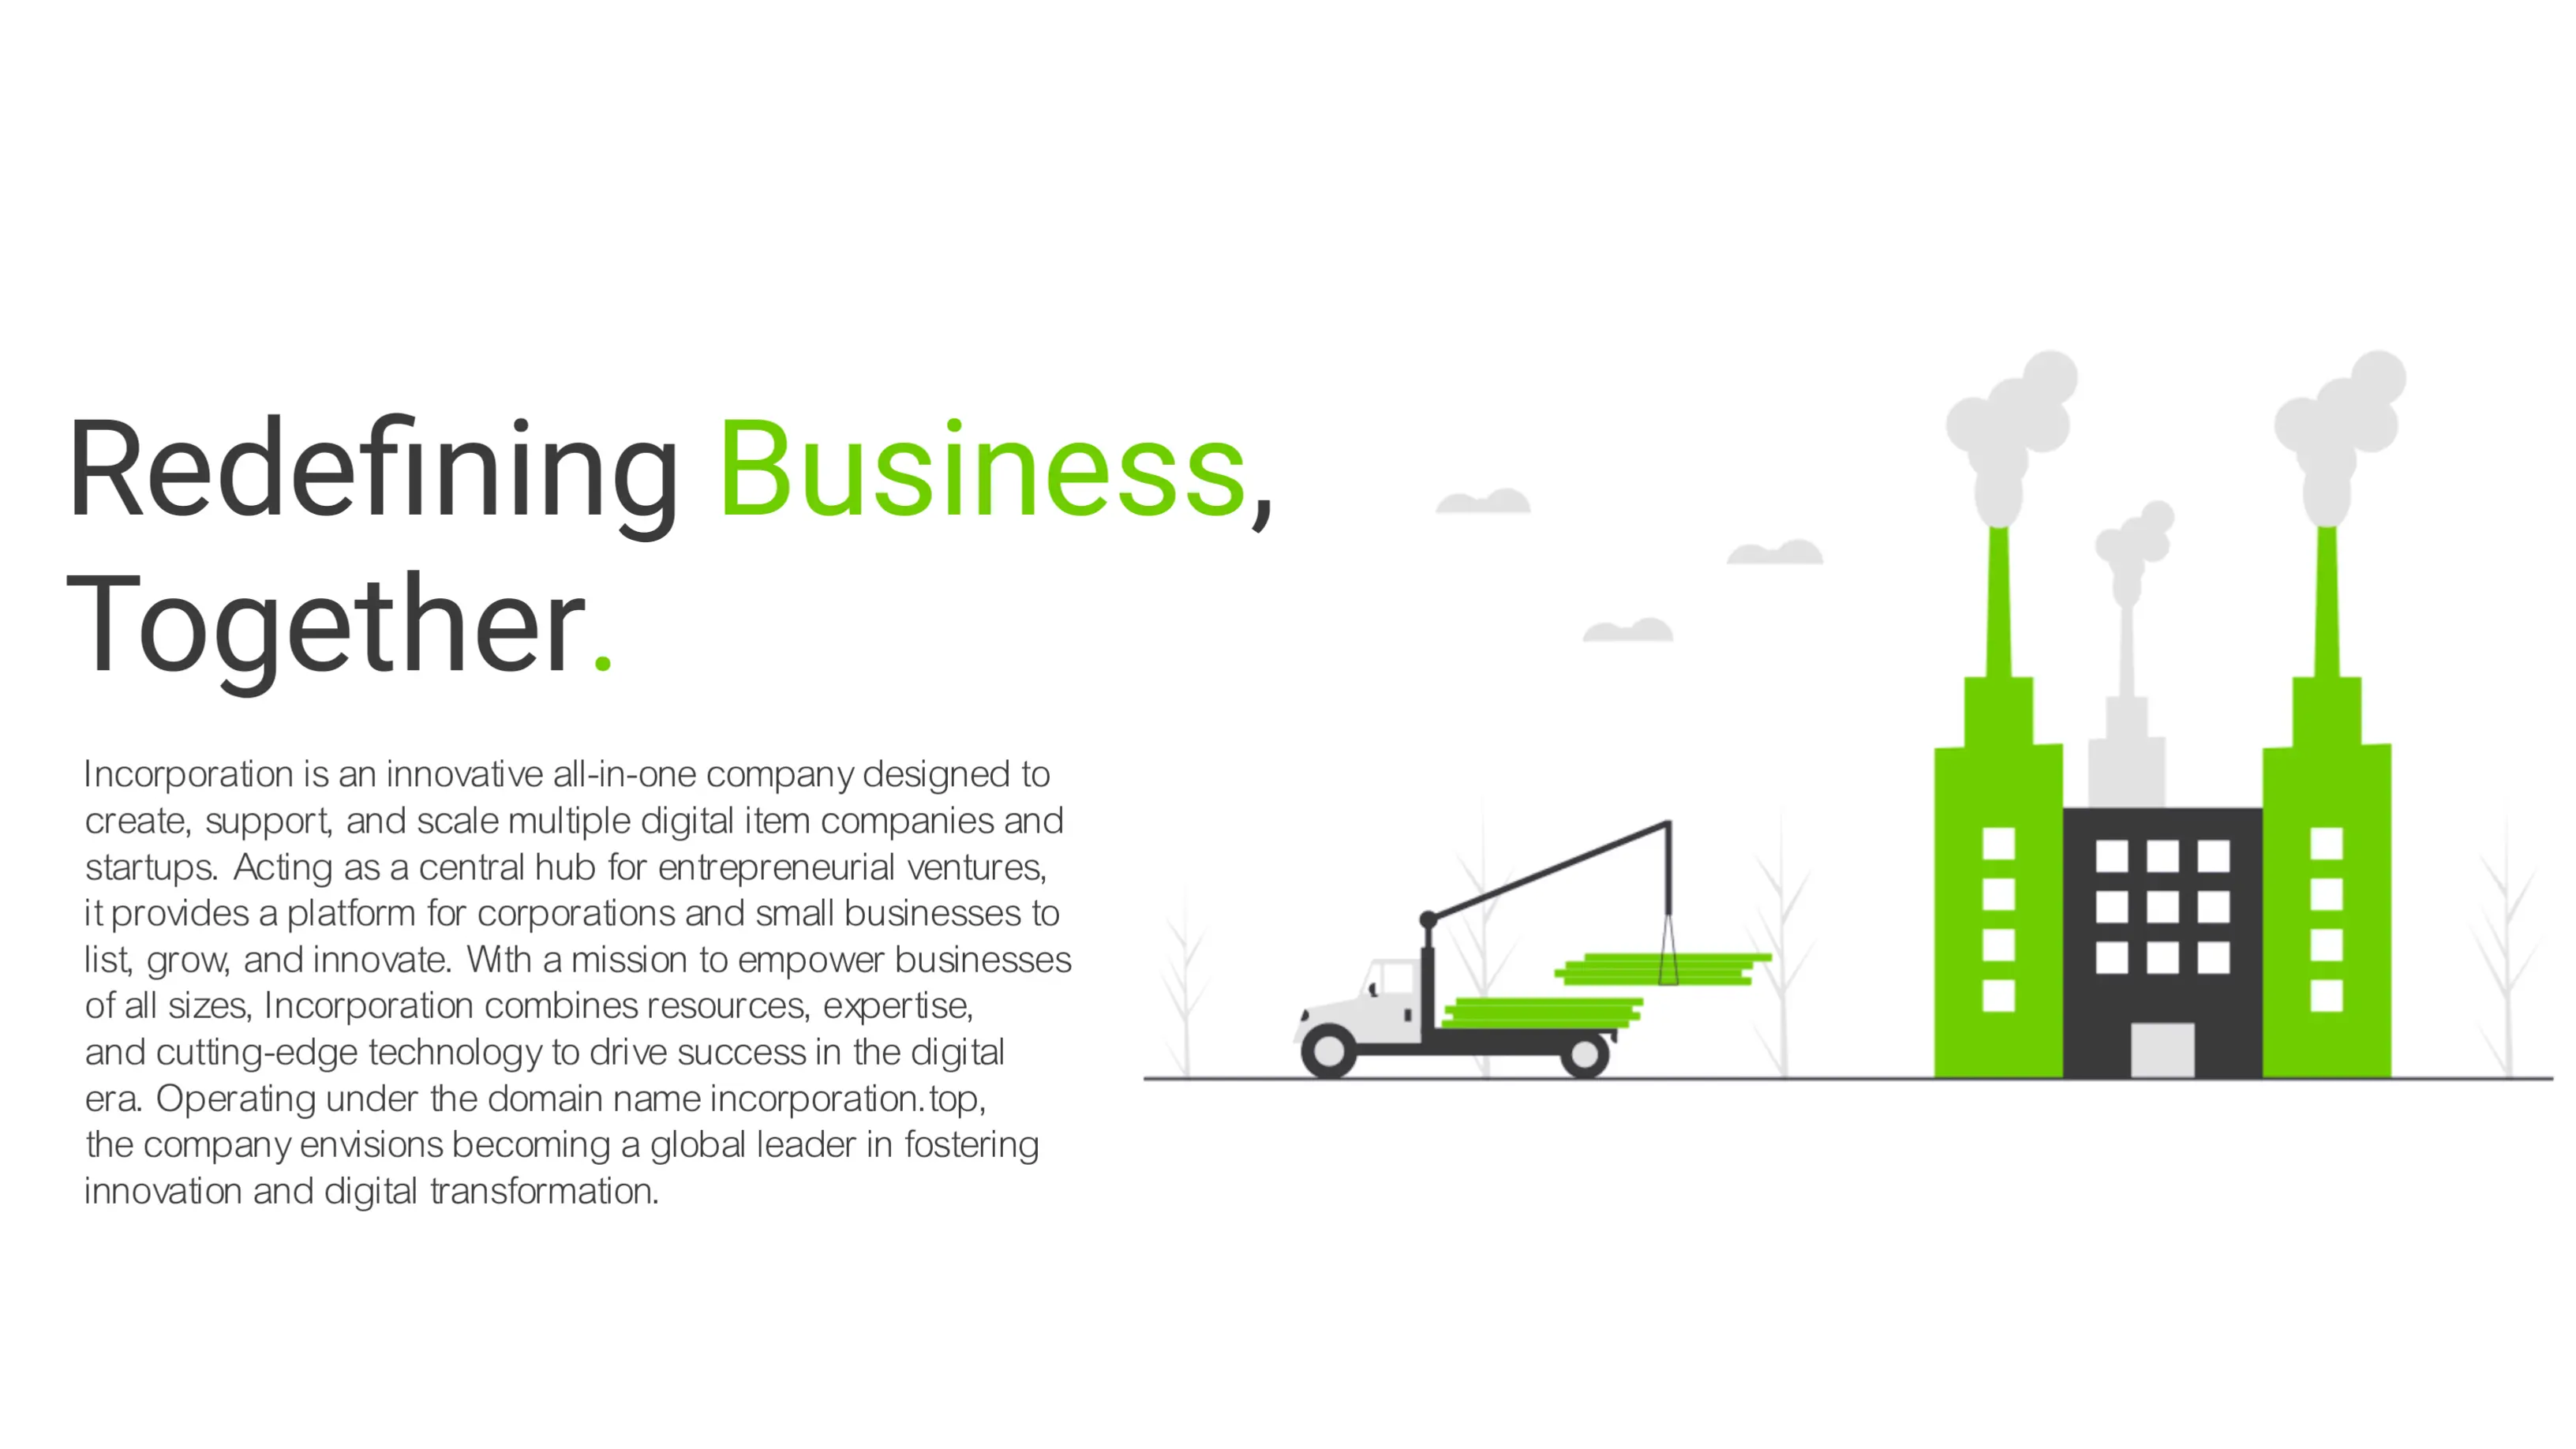 Redefining Business,
Together.
Incorporation is an innovative all-in-one company designed to
create, support, and scale multiple digital item companies and
startups. Acting as a central hub for entrepreneurial ventures,
it provides a platform for corporations and small businesses to
list, grow, and innovate. With a mission to empower businesses
of all sizes, Incorporation combines resources, expertise,
and cutting-edge technology to drive success in the digital
era. Operating under the domain name incorporation.top,
the company envisions becoming a global leader in fostering
innovation and digital transformation.